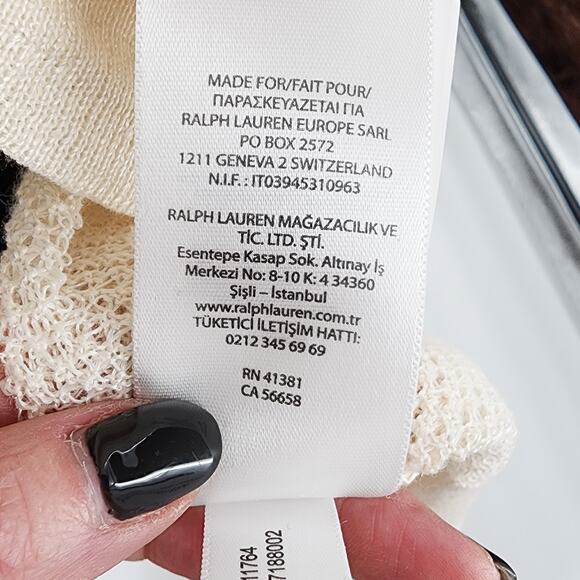 MADE FOR/FAIT POUR/
ΠΑΡΑΣΚΕΥΑΖΕΤΑΙ ΓΙΑ
RALPH LAUREN EUROPE SARL
PO BOX 2572
1211 GENEVA 2 SWITZERLAND
N.I.F. : IT03945310963
RALPH LAUREN MAĞAZACILIK VE
TİC. LTD. ŞTİ.
Esentepe Kasap Sok. Altınay İş
Merkezi No: 8-10 K: 4 34360
Şişli – İstanbul
www.ralphlauren.com.tr
TÜKETİCİ İLETİŞİM HATTI:
0212 345 69 69
RN 41381
CA 56658
11764
7188002